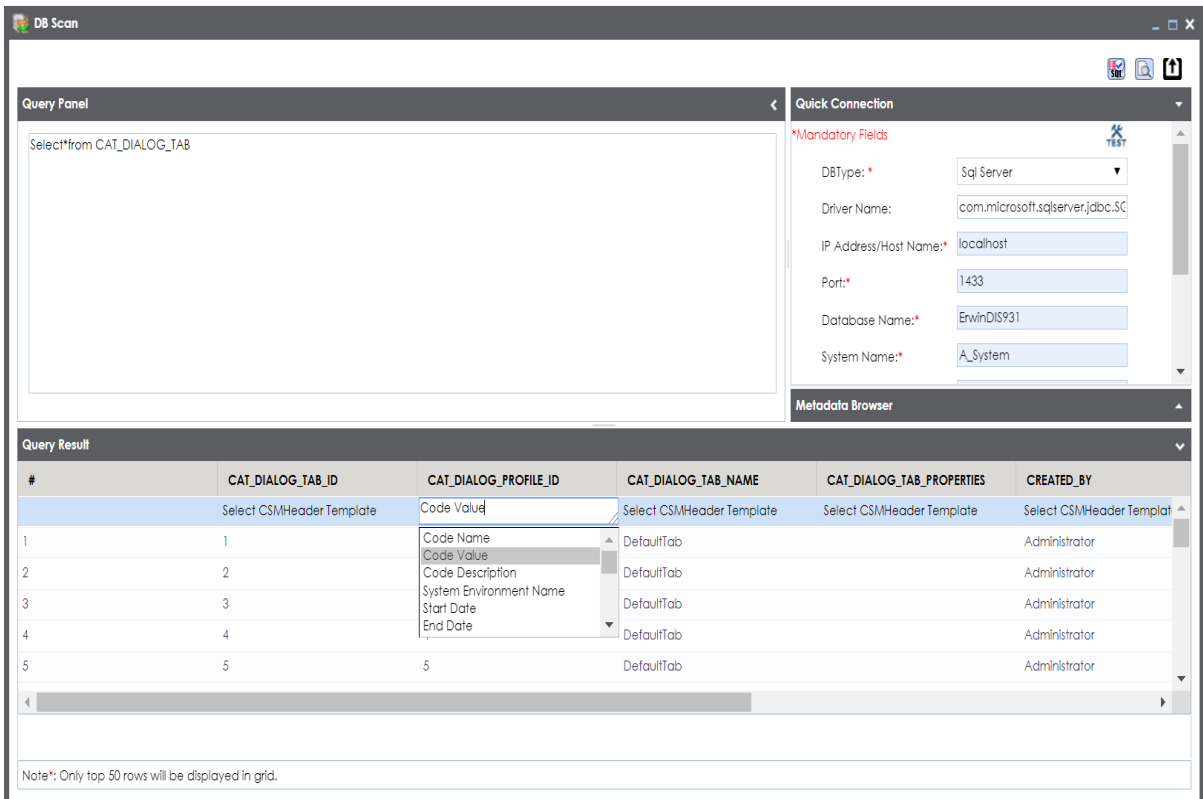 DB Scan
SQL
Query Panel
Select*from CAT_DIALOG_TAB
Quick Connection
*Mandatory Fields
TEST
DBType: * Sql Server
Driver Name: com.microsoft.sqlserver.jdbc.SC
IP Address/Host Name:* localhost
Port:* 1433
Database Name:* ErwinDIS931
System Name:* A_System
Metadata Browser
Query Result
# CAT_DIALOG_TAB_ID CAT_DIALOG_PROFILE_ID CAT_DIALOG_TAB_NAME CAT_DIALOG_TAB_PROPERTIES CREATED_BY
Select CSMHeader Template Code Value Select CSMHeader Template Select CSMHeader Template Select CSMHeader Templat
1 1 DefaultTab Administrator
2 2 DefaultTab Administrator
3 3 DefaultTab Administrator
4 4 DefaultTab Administrator
5 5 5 DefaultTab Administrator
Code Name
Code Value
Code Description
System Environment Name
Start Date
End Date
Note*: Only top 50 rows will be displayed in grid.